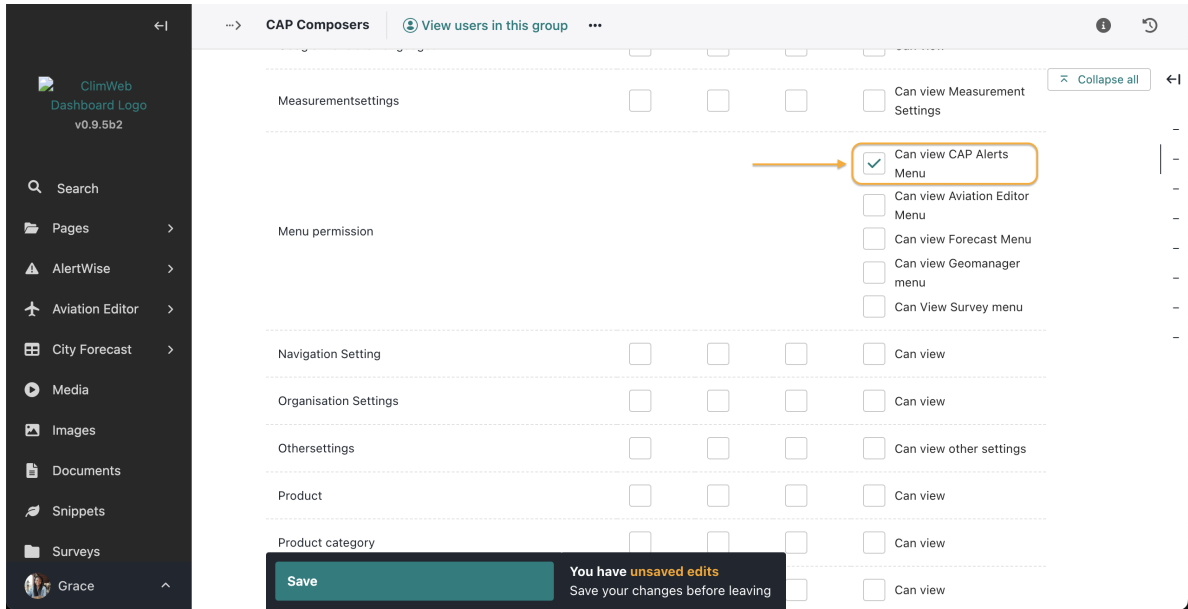 CAP Composers
View users in this group
ClimWeb
Dashboard Logo
v0.9.5b2
Search
Pages
AlertWise
Aviation Editor
City Forecast
Media
Images
Documents
Snippets
Surveys
Grace
Collapse all
Measurementsettings
Can view Measurement
Settings
Menu permission
Can view CAP Alerts
Menu
Can view Aviation Editor
Menu
Can view Forecast Menu
Can view Geomanager
menu
Can View Survey menu
Navigation Setting
Can view
Organisation Settings
Can view
Othersettings
Can view other settings
Product
Can view
Product category
Can view
Can view
Save
You have unsaved edits
Save your changes before leaving